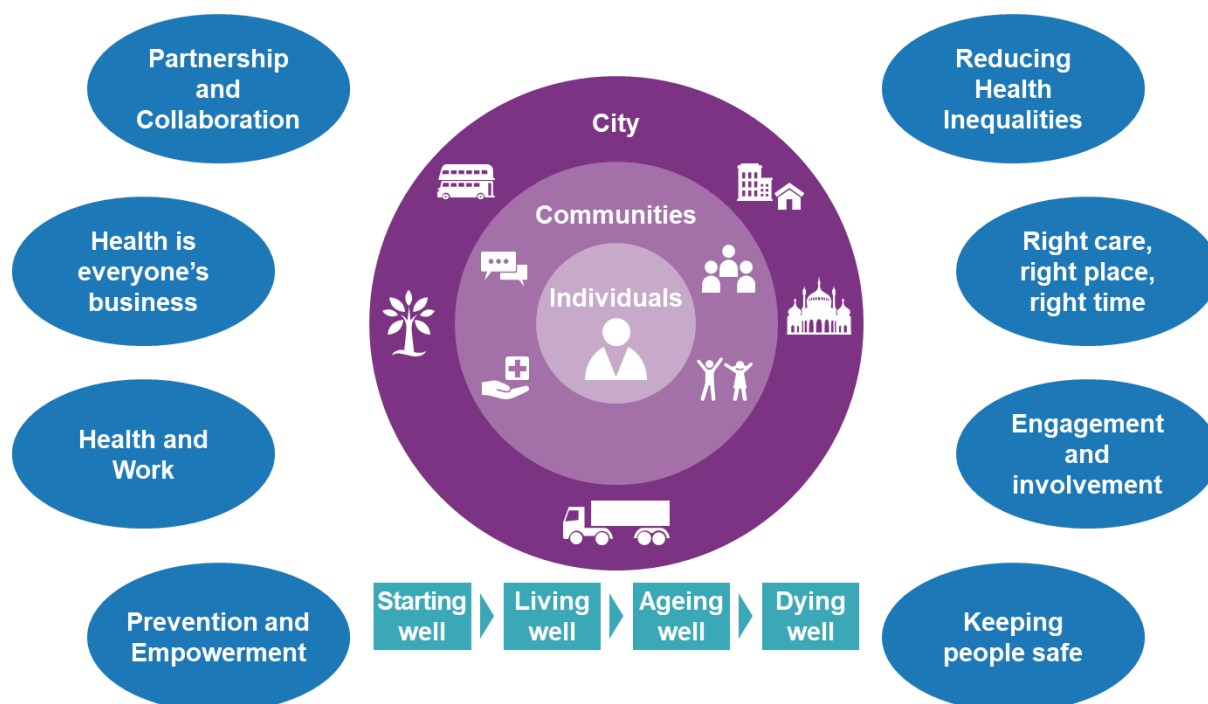 Partnership
and
Collaboration
Health is
everyone’s
business
Health and
Work
Prevention and
Empowerment
City
Communities
Individuals
Starting
well
Living
well
Ageing
well
Dying
well
Reducing
Health
Inequalities
Right care,
right place,
right time
Engagement
and
involvement
Keeping
people safe